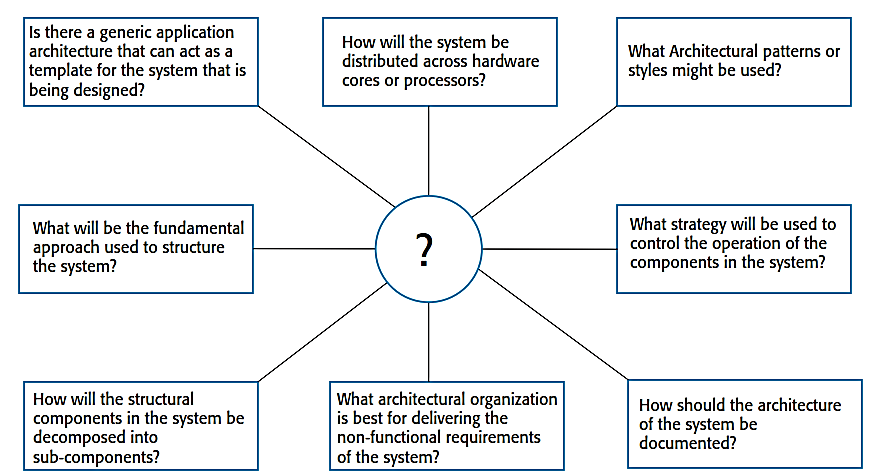 Is there a generic application
architecture that can act as a
template for the system that is
being designed?
How will the system be
distributed across hardware
cores or processors?
What Architectural patterns or
styles might be used?
What will be the fundamental
approach used to structure
the system?
?
What strategy will be used to
control the operation of the
components in the system?
How will the structural
components in the system be
decomposed into
sub-components?
What architectural organization
is best for delivering the
non-functional requirements
of the system?
How should the architecture
of the system be
documented?